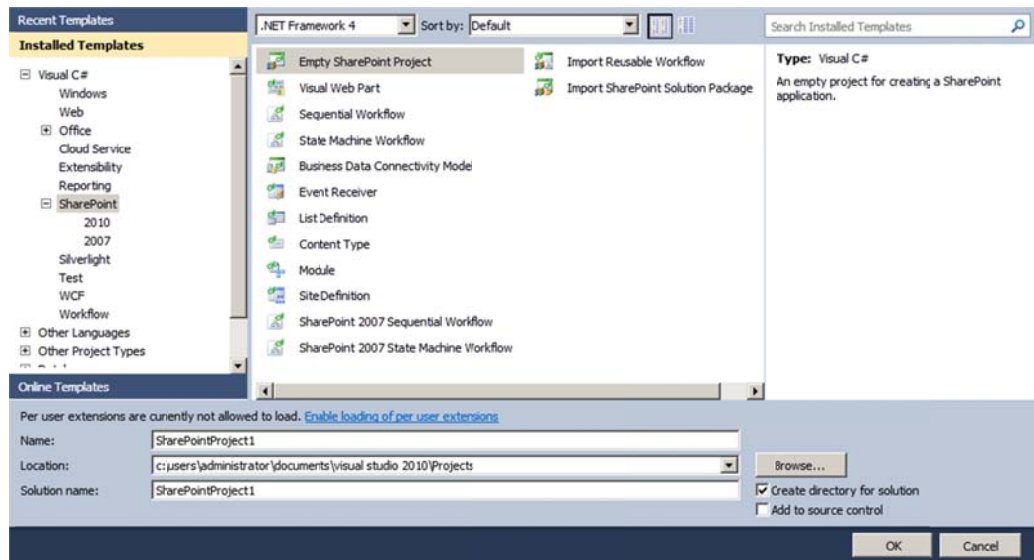 Recent Templates
Installed Templates
Visual C#
Windows
Web
Office
Cloud Service
Extensibility
Reporting
SharePoint
2010
2007
Silverlight
Test
WCF
Workflow
Other Languages
Other Project Types
Online Templates
.NET Framework 4
Sort by: Default
Empty SharePoint Project
Visual Web Part
Sequential Workflow
State Machine Workflow
Business Data Connectivity Model
Event Receiver
List Definition
Content Type
Module
Site Definition
SharePoint 2007 Sequential Workflow
SharePoint 2007 State Machine Workflow
Import Reusable Workflow
Import SharePoint Solution Package
Search Installed Templates
Type: Visual C#
An empty project for creating a SharePoint
application.
Per user extensions are currently not allowed to load. Enable loading of per user extensions
Name: SharePointProject1
Location: c:\users\administrator\documents\visual studio 2010\Projects
Browse...
Solution name: SharePointProject1
Create directory for solution
Add to source control
OK Cancel